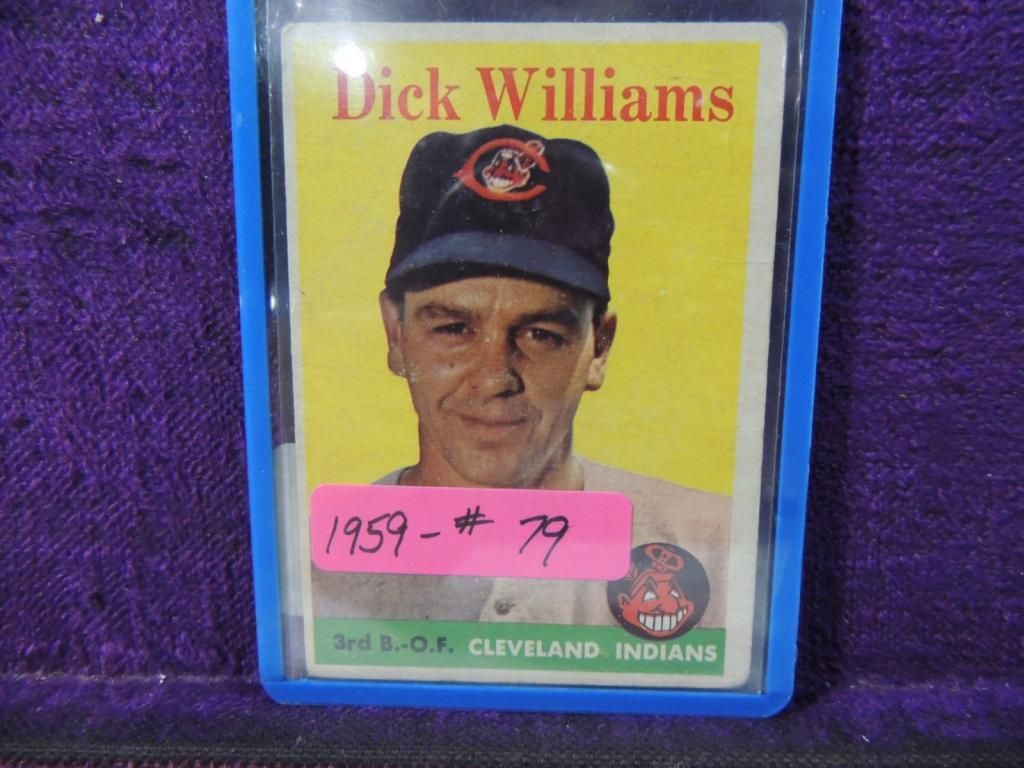 Dick Williams
C
1959 - # 79
3rd B.-O.F. CLEVELAND INDIANS